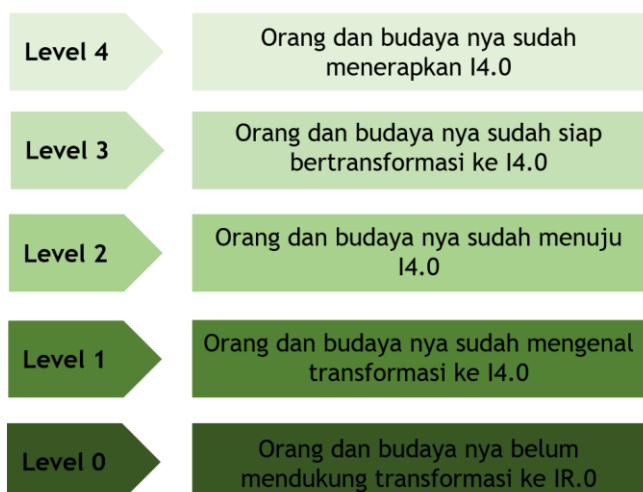 Level 4
Orang dan budaya nya sudah
menerapkan I4.0
Level 3
Orang dan budaya nya sudah siap
bertransformasi ke I4.0
Level 2
Orang dan budaya nya sudah menuju
I4.0
Level 1
Orang dan budaya nya sudah mengenal
transformasi ke I4.0
Level 0
Orang dan budaya nya belum
mendukung transformasi ke IR.0